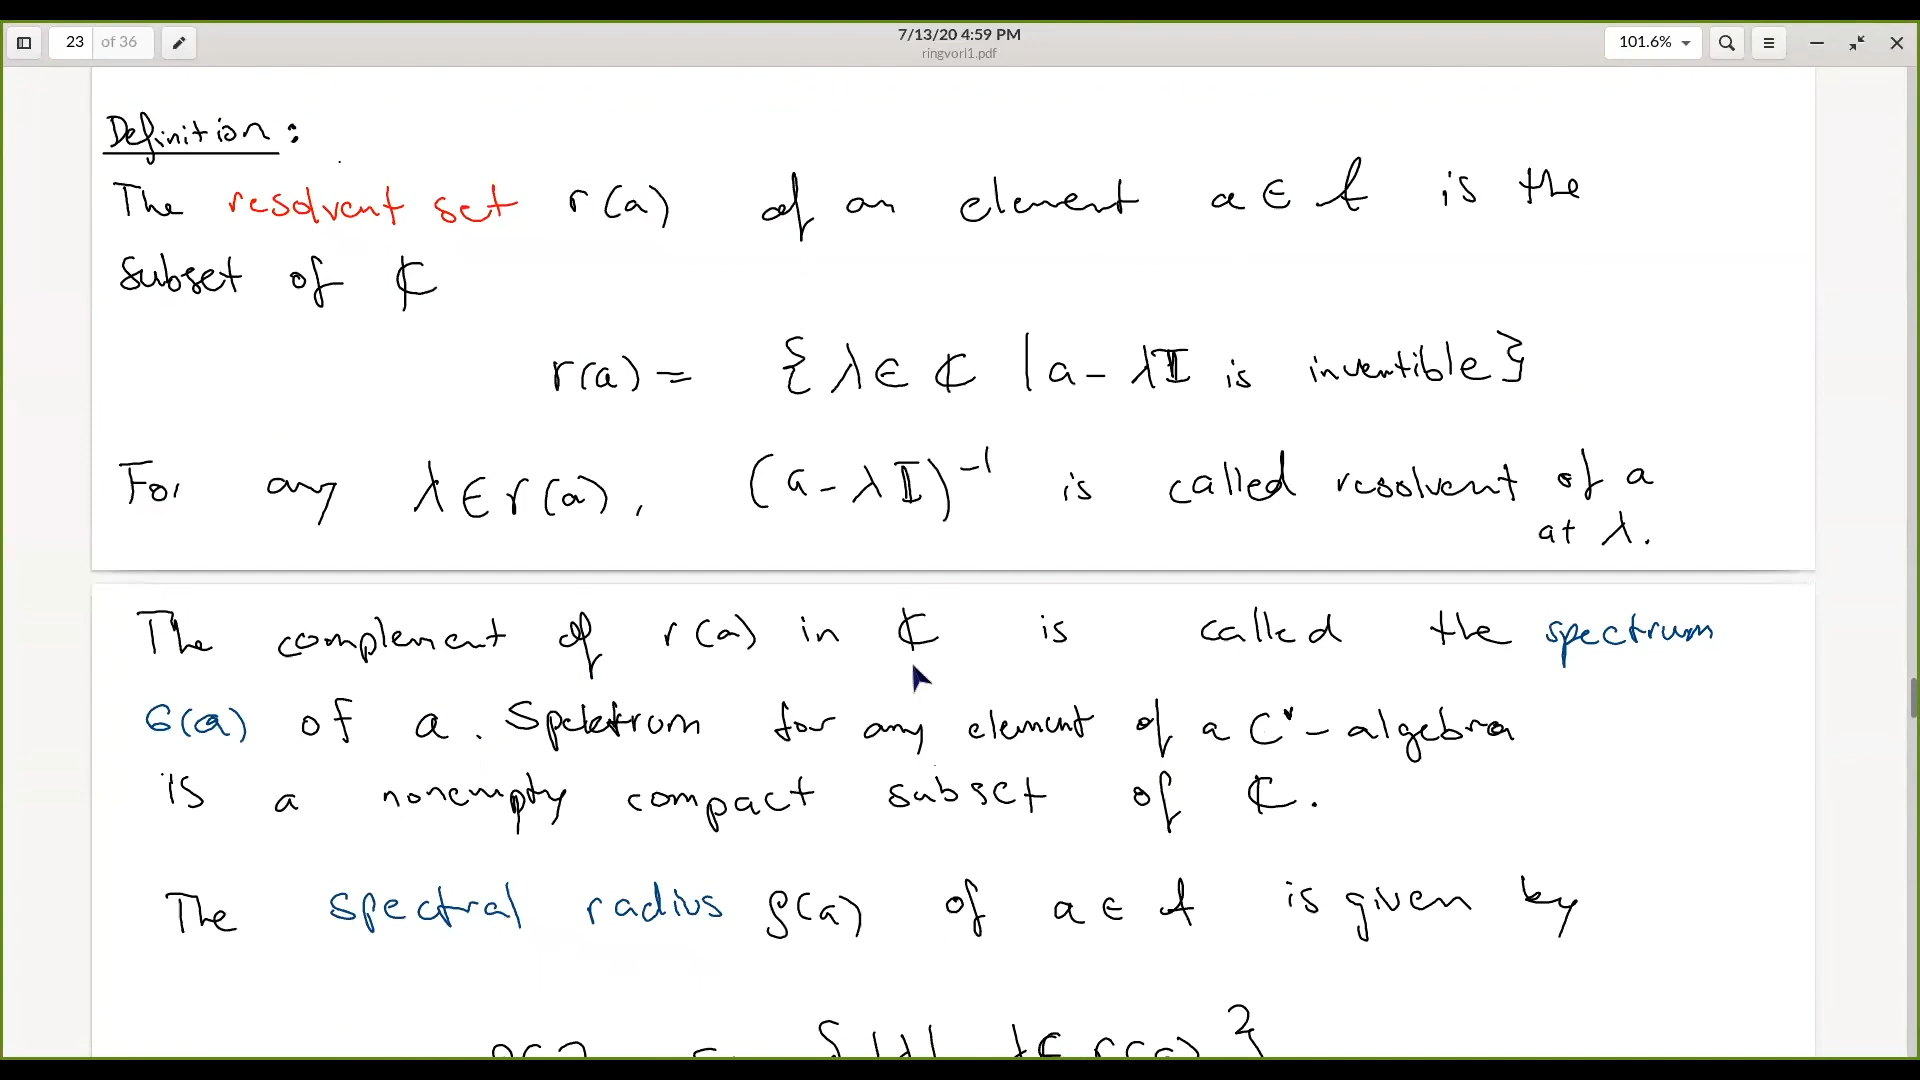 23 of 36
7/13/20 4:59 PM
ringvorl1.pdf
101.6%
Definition:
The resolvent set r(a) of an element a ∈ A is the
subset of ℂ
r(a) = { λ ∈ ℂ | a - λ𝕀 is invertible }
For any λ ∈ r(a), (a - λ𝕀)⁻¹ is called resolvent of a
at λ.
The complement of r(a) in ℂ is called the spectrum
σ(a) of a. Spektrum for any element of a C*-algebra
is a nonempty compact subset of ℂ.
The spectral radius ρ(a) of a ∈ A is given by